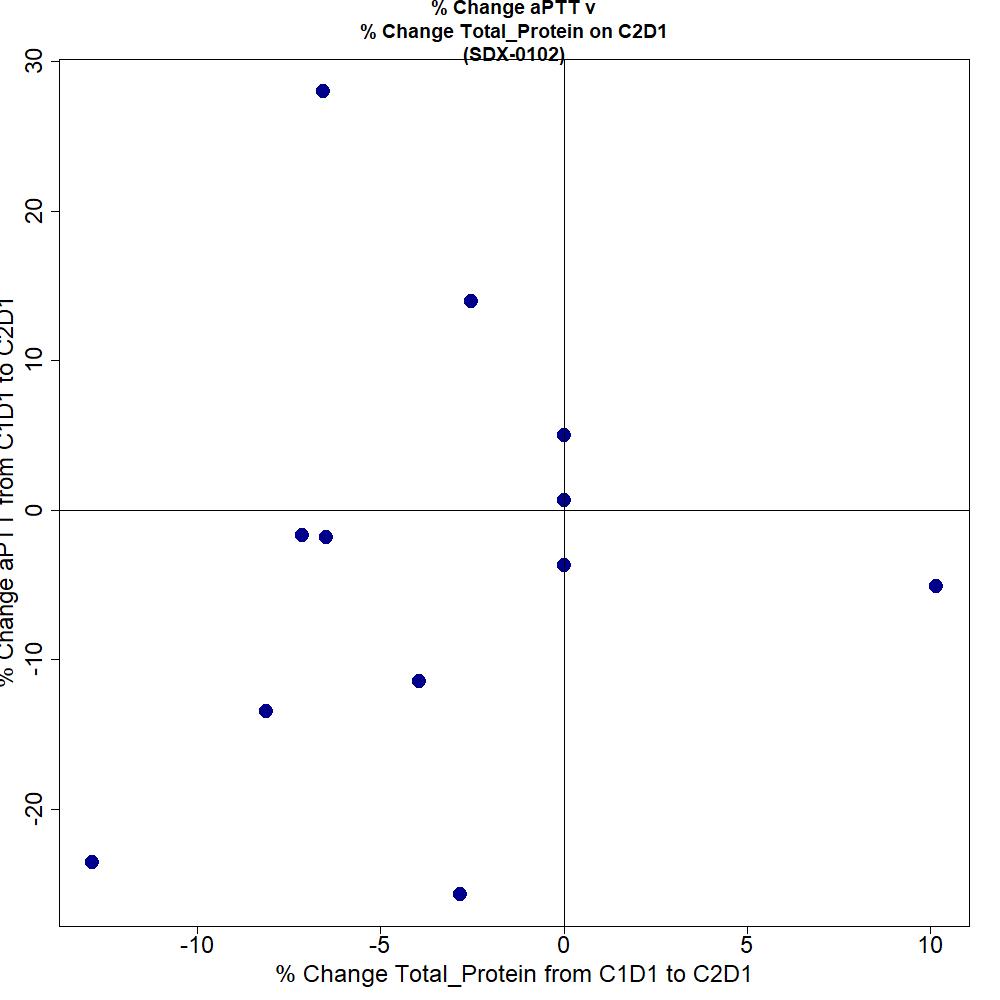 % Change aPTT v
% Change Total_Protein on C2D1
(SDX-0102)
% Change aPTT from C1D1 to C2D1
30
20
10
0
-10
-20
-10
-5
0
5
10
% Change Total_Protein from C1D1 to C2D1